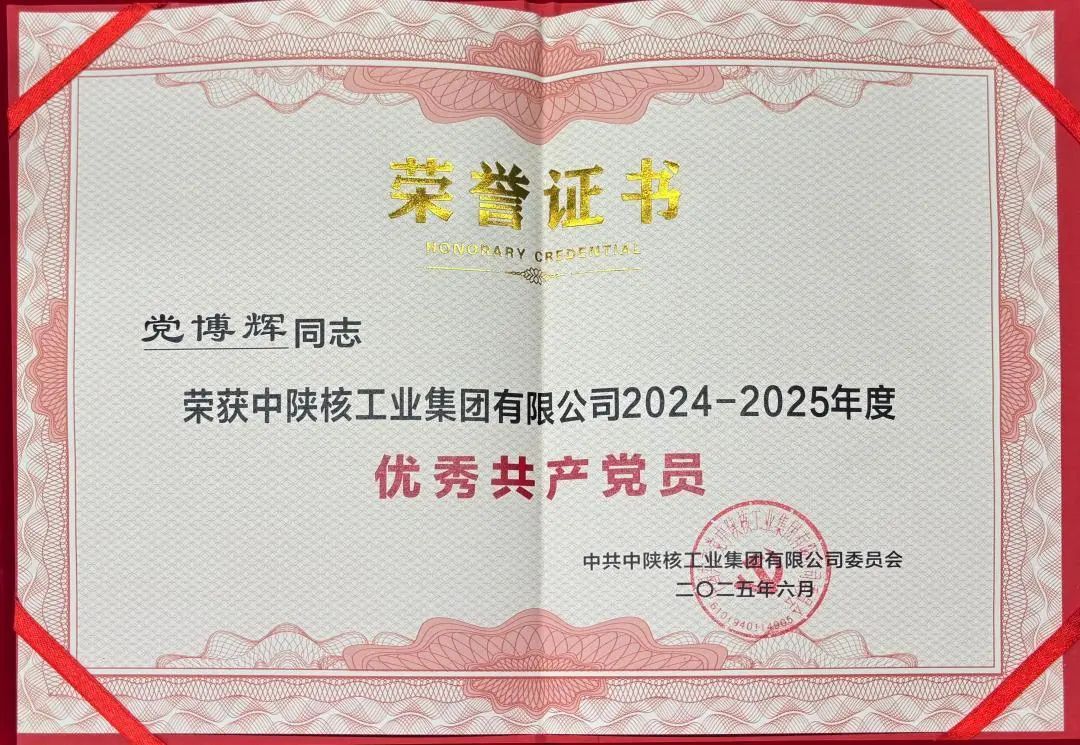 荣誉证书
HONORARY CREDENTIAL
党博辉同志
荣获中陕核工业集团有限公司2024-2025年度
优秀共产党员
中共中陕核工业集团有限公司委员会
二〇二五年六月